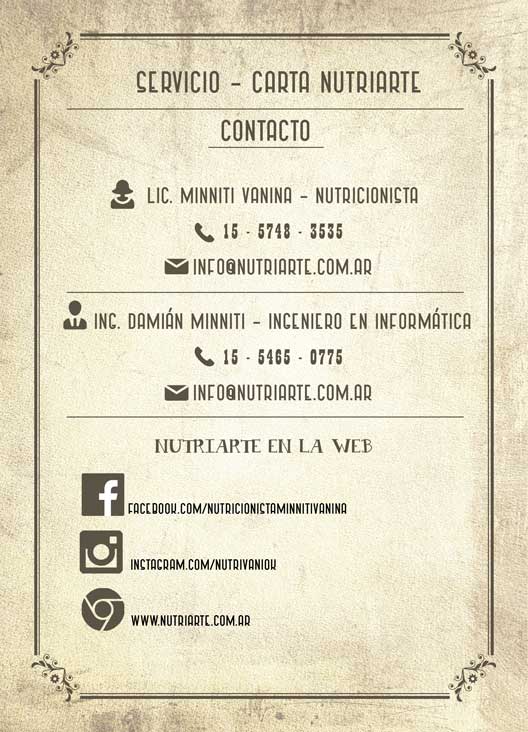 SERVICIO - CARTA NUTRIARTE
CONTACTO
LIC. MINNITI VANINA - NUTRICIONISTA
15 - 5748 - 3535
INFO@NUTRIARTE.COM.AR
ING. DAMIÁN MINNITI - INGENIERO EN INFORMÁTICA
15 - 5465 - 0775
INFO@NUTRIARTE.COM.AR
NUTRIARTE EN LA WEB
FACEBOOK.COM/NUTRICIONISTAMINNITIVANINA
INSTAGRAM.COM/NUTRIVANIOK
WWW.NUTRIARTE.COM.AR